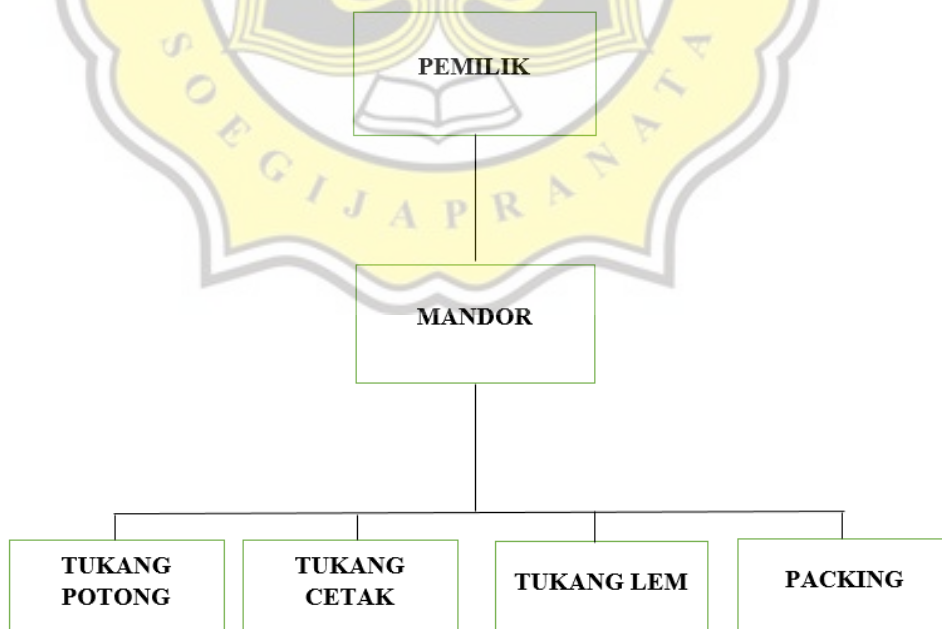 PEMILIK
SOEGIJAPRANATA
MANDOR
TUKANG
POTONG
TUKANG
CETAK
TUKANG LEM
PACKING